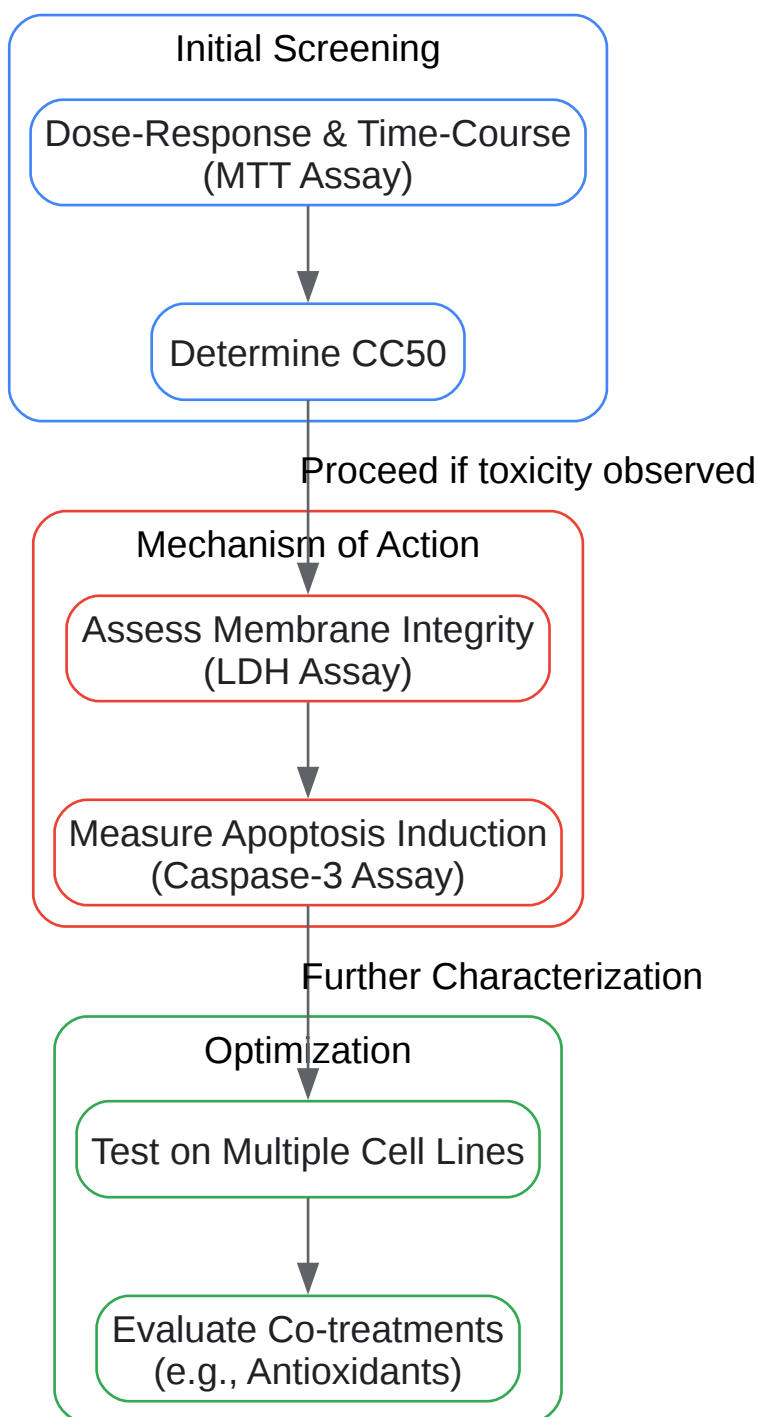 Initial Screening
Dose-Response & Time-Course
(MTT Assay)
Determine CC50
Proceed if toxicity observed
Mechanism of Action
Assess Membrane Integrity
(LDH Assay)
Measure Apoptosis Induction
(Caspase-3 Assay)
Further Characterization
Optimization
Test on Multiple Cell Lines
Evaluate Co-treatments
(e.g., Antioxidants)